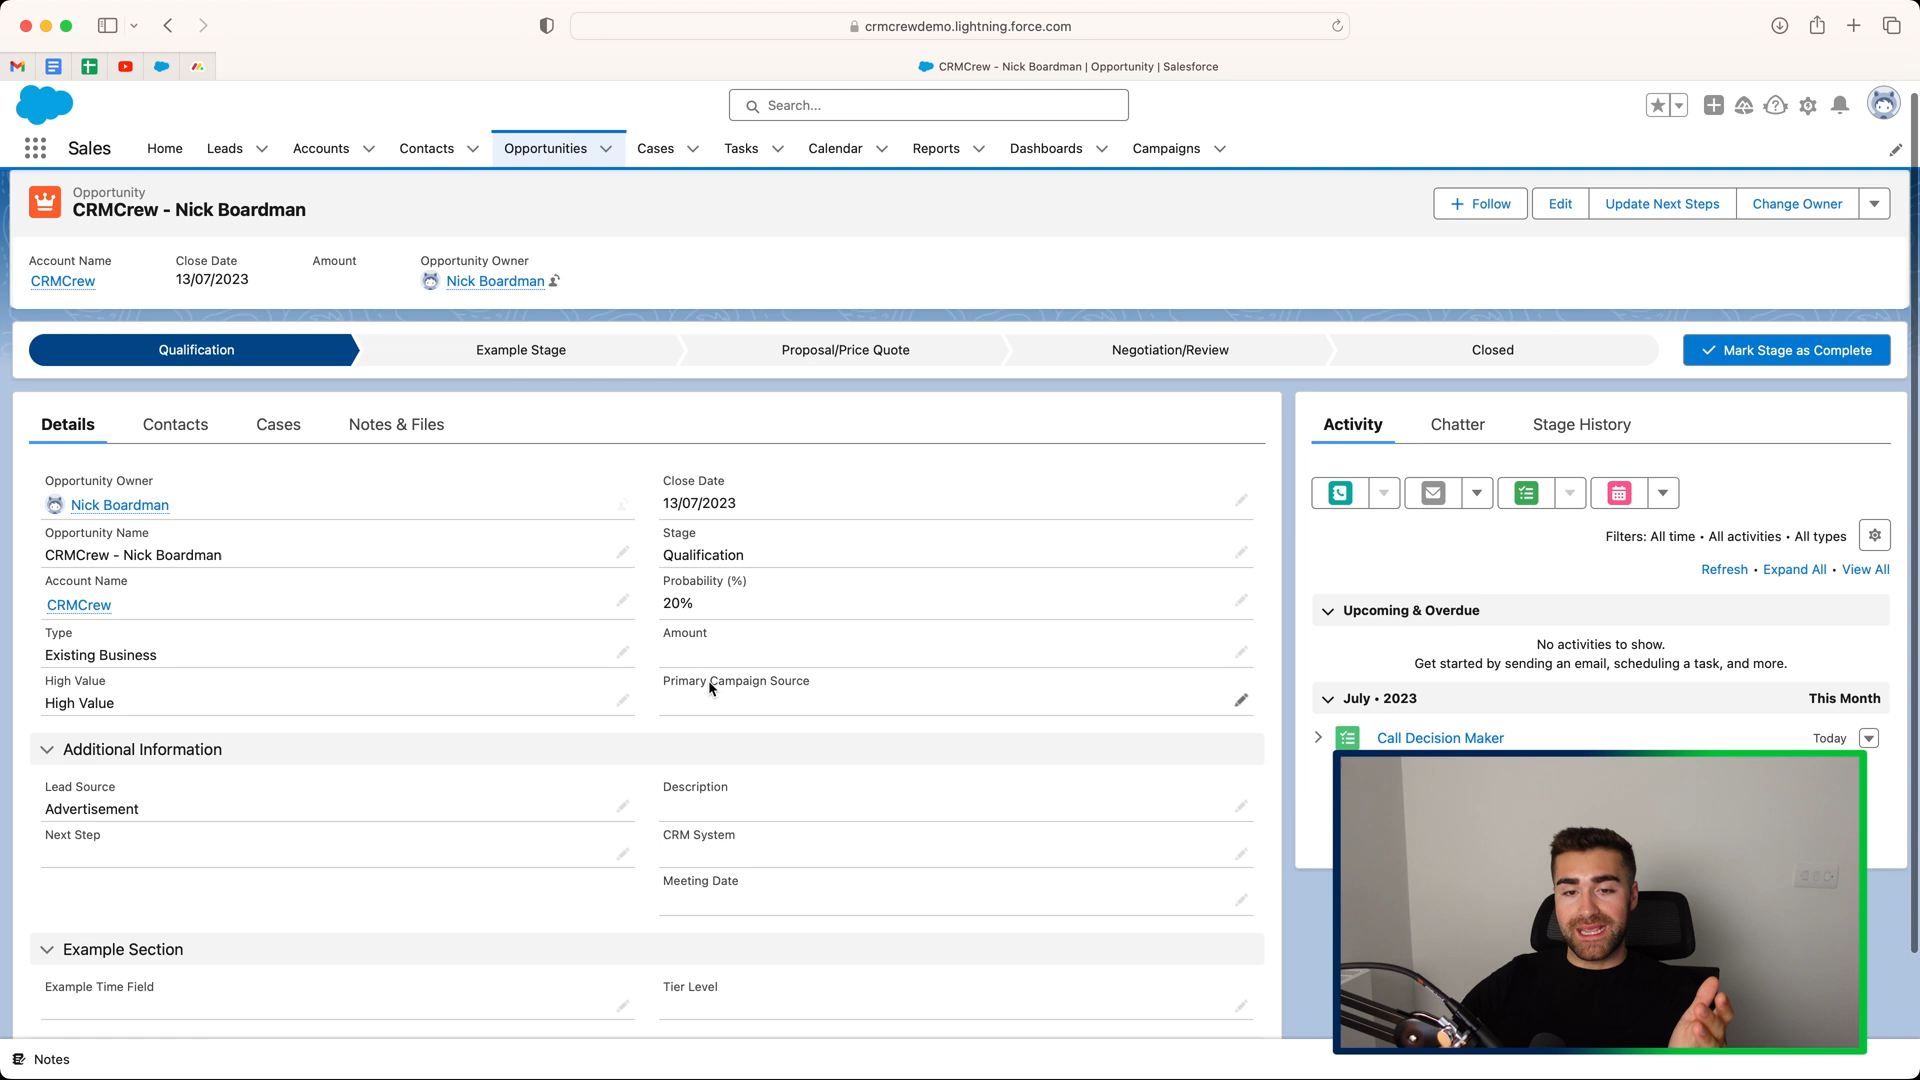 crmcrewdemo.lightning.force.com
CRMCrew - Nick Boardman | Opportunity | Salesforce
Search...
Sales
Home
Leads
Accounts
Contacts
Opportunities
Cases
Tasks
Calendar
Reports
Dashboards
Campaigns
Opportunity
CRMCrew - Nick Boardman
Follow
Edit
Update Next Steps
Change Owner
Account Name
CRMCrew
Close Date
13/07/2023
Amount
Opportunity Owner
Nick Boardman
Qualification
Example Stage
Proposal/Price Quote
Negotiation/Review
Closed
Mark Stage as Complete
Details
Contacts
Cases
Notes & Files
Opportunity Owner
Nick Boardman
Close Date
13/07/2023
Opportunity Name
CRMCrew - Nick Boardman
Stage
Qualification
Account Name
CRMCrew
Probability (%)
20%
Type
Existing Business
Amount
High Value
High Value
Primary Campaign Source
Additional Information
Lead Source
Advertisement
Description
Next Step
CRM System
Meeting Date
Example Section
Example Time Field
Tier Level
Activity
Chatter
Stage History
Filters: All time • All activities • All types
Refresh • Expand All • View All
Upcoming & Overdue
No activities to show.
Get started by sending an email, scheduling a task, and more.
July • 2023
This Month
Call Decision Maker
Today
Notes